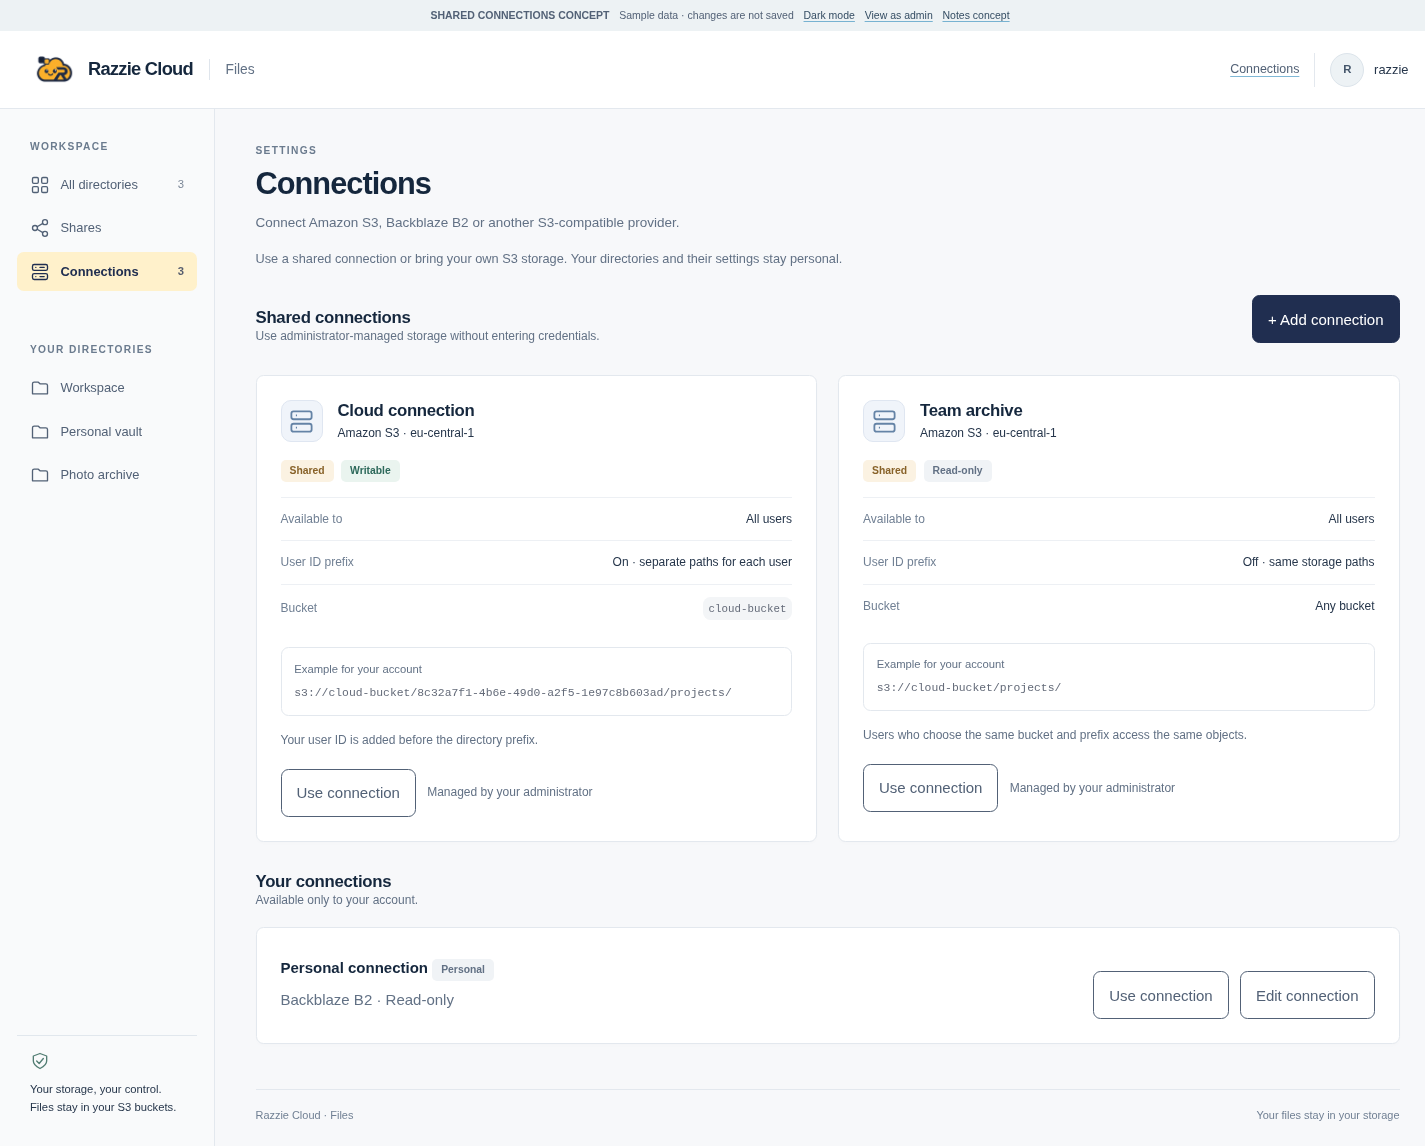 SHARED CONNECTIONS CONCEPT Sample data · changes are not saved Dark mode View as admin Notes concept
Razzie Cloud Files
Connections R razzie
WORKSPACE
All directories 3
Shares
Connections 3
YOUR DIRECTORIES
Workspace
Personal vault
Photo archive
Your storage, your control.
Files stay in your S3 buckets.
SETTINGS
Connections
Connect Amazon S3, Backblaze B2 or another S3-compatible provider.
Use a shared connection or bring your own S3 storage. Your directories and their settings stay personal.
Shared connections
Use administrator-managed storage without entering credentials.
+ Add connection
Cloud connection
Amazon S3 · eu-central-1
Shared Writable
Available to All users
User ID prefix On · separate paths for each user
Bucket cloud-bucket
Example for your account
s3://cloud-bucket/8c32a7f1-4b6e-49d0-a2f5-1e97c8b603ad/projects/
Your user ID is added before the directory prefix.
Use connection Managed by your administrator
Team archive
Amazon S3 · eu-central-1
Shared Read-only
Available to All users
User ID prefix Off · same storage paths
Bucket Any bucket
Example for your account
s3://cloud-bucket/projects/
Users who choose the same bucket and prefix access the same objects.
Use connection Managed by your administrator
Your connections
Available only to your account.
Personal connection Personal
Backblaze B2 · Read-only
Use connection Edit connection
Razzie Cloud · Files Your files stay in your storage